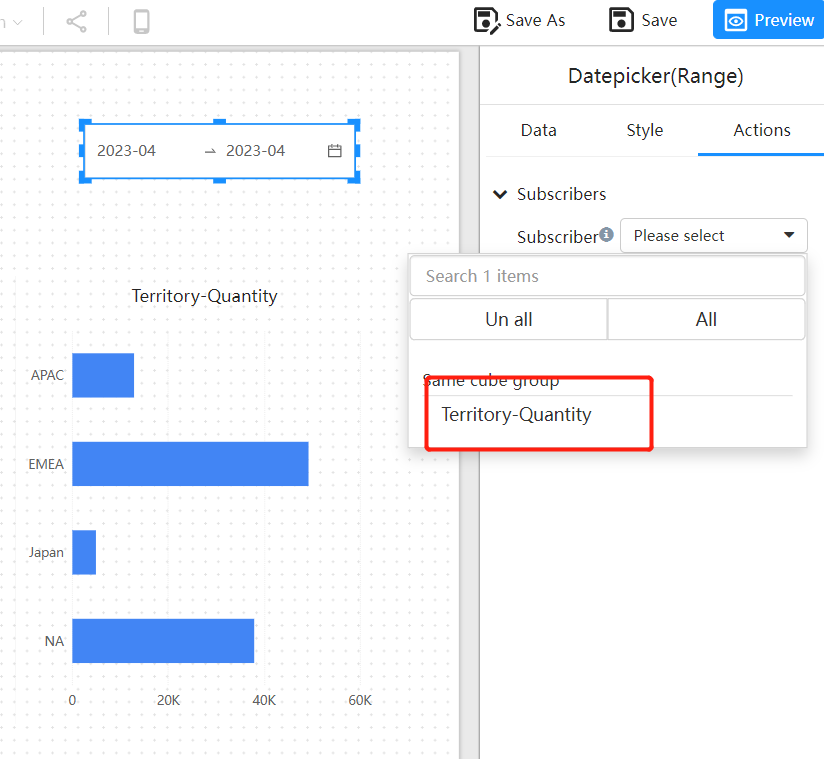 Save As
Save
Preview
Datepicker(Range)
Data
Style
Actions
2023-04
2023-04
Subscribers
Subscriber
Please select
Search 1 items
Un all
All
Same cube group
Territory-Quantity
Territory-Quantity
APAC
EMEA
Japan
NA
0
20K
40K
60K